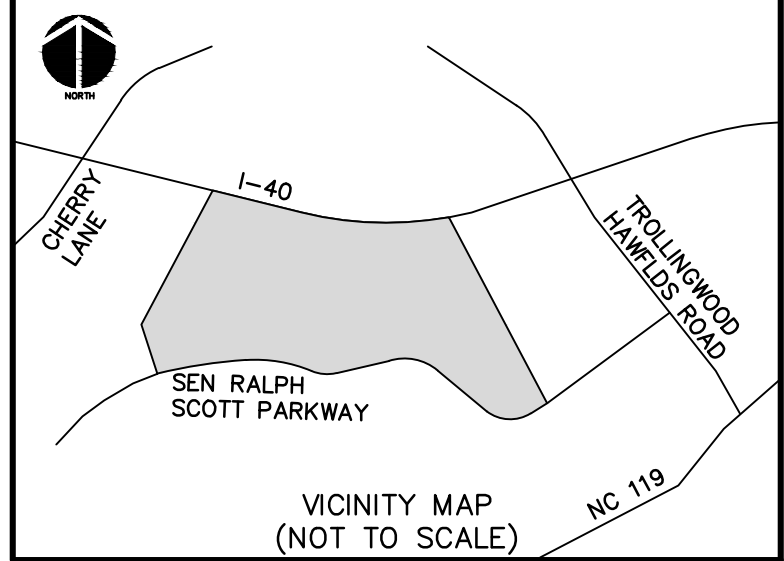 NORTH
I-40
CHERRY
LANE
TROLLINGWOOD
HAWFLDS ROAD
SEN RALPH
SCOTT PARKWAY
NC 119
VICINITY MAP
(NOT TO SCALE)